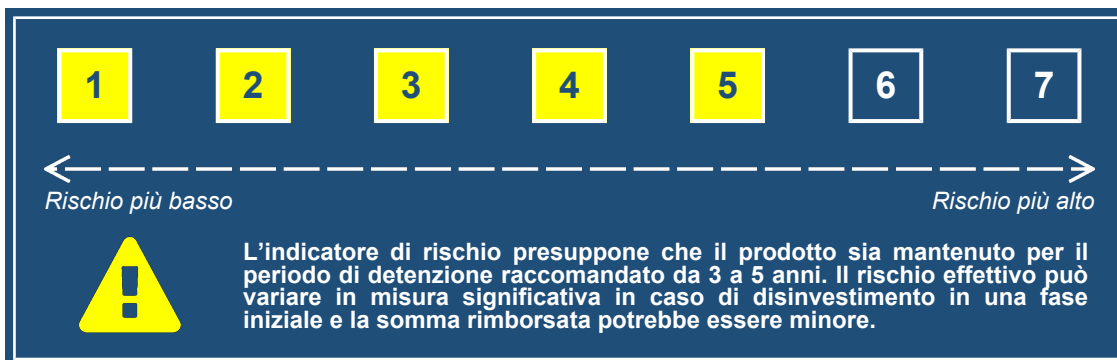 1 2 3 4 5 6 7
Rischio più basso Rischio più alto
L’indicatore di rischio presuppone che il prodotto sia mantenuto per il
periodo di detenzione raccomandato da 3 a 5 anni. Il rischio effettivo può
variare in misura significativa in caso di disinvestimento in una fase
iniziale e la somma rimborsata potrebbe essere minore.